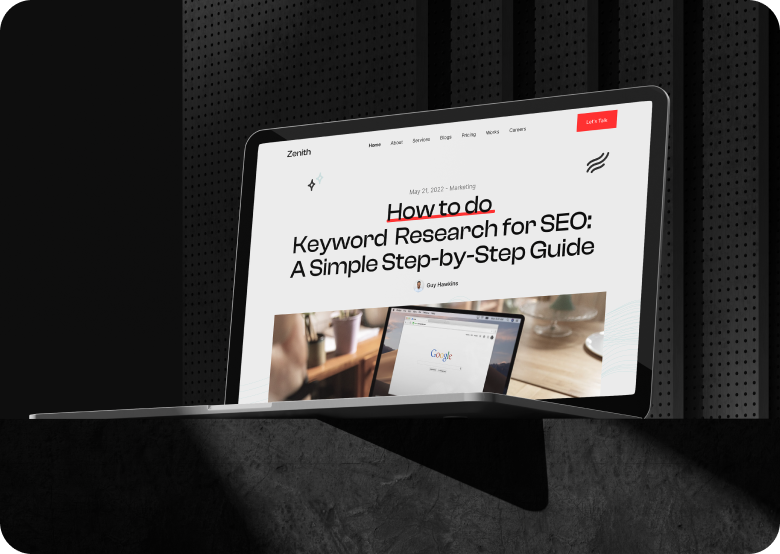 Zenith
Home About Services Blogs Pricing Works Careers
Let's Talk
May 21, 2022 - Marketing
How to do
Keyword Research for SEO:
A Simple Step-by-Step Guide
Guy Hawkins
Google